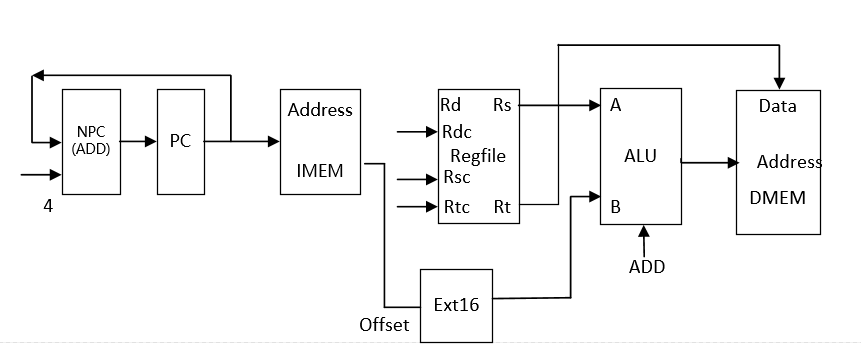 NPC
(ADD)
4
PC
Address
IMEM
Rd
Rs
Rdc
Regfile
Rsc
Rtc
Rt
Offset
Ext16
A
ALU
B
ADD
Data
Address
DMEM